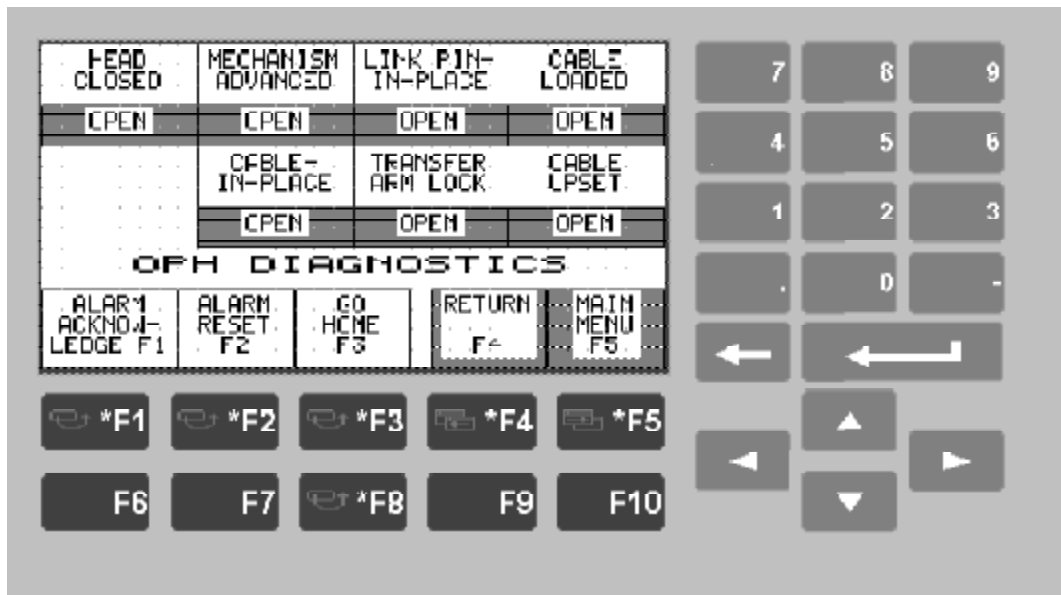 HEAD MECHANISM LINK PIN- CABLE
CLOSED ADVANCED IN-PLACE LOADED
OPEN OPEN OPEN OPEN
CABLE- TRANSFER CABLE
IN-PLACE ARM LOCK UPSET
OPEN OPEN OPEN
OPH DIAGNOSTICS
ALARM ALARM GO RETURN MAIN
ACKNOW- RESET HOME MENU
LEDGE F1 F2 F3 F4 F5
*F1 *F2 *F3 *F4 *F5
F6 F7 *F8 F9 F10
7 8 9
4 5 6
1 2 3
. 0 -